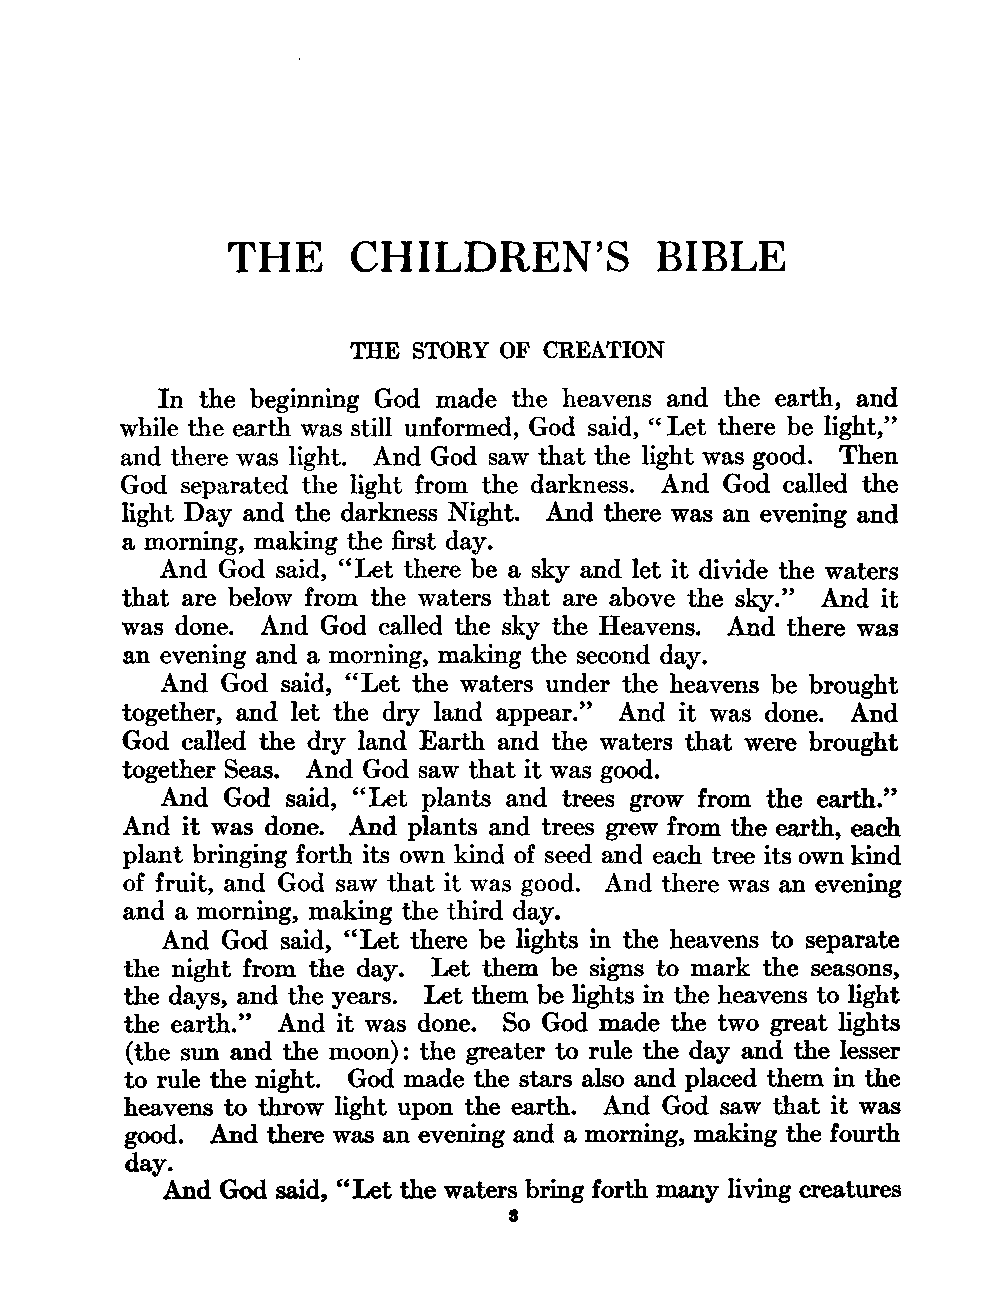 THE CHILDREN'S BIBLE
THE STORY OF CREATION
In the beginning God made the heavens and the earth, and
while the earth was still unformed, God said, “Let there be light,”
and there was light. And God saw that the light was good. Then
God separated the light from the darkness. And God called the
light Day and the darkness Night. And there was an evening and
a morning, making the first day.
And God said, “Let there be a sky and let it divide the waters
that are below from the waters that are above the sky.” And it
was done. And God called the sky the Heavens. And there was
an evening and a morning, making the second day.
And God said, “Let the waters under the heavens be brought
together, and let the dry land appear.” And it was done. And
God called the dry land Earth and the waters that were brought
together Seas. And God saw that it was good.
And God said, “Let plants and trees grow from the earth.”
And it was done. And plants and trees grew from the earth, each
plant bringing forth its own kind of seed and each tree its own kind
of fruit, and God saw that it was good. And there was an evening
and a morning, making the third day.
And God said, “Let there be lights in the heavens to separate
the night from the day. Let them be signs to mark the seasons,
the days, and the years. Let them be lights in the heavens to light
the earth.” And it was done. So God made the two great lights
(the sun and the moon): the greater to rule the day and the lesser
to rule the night. God made the stars also and placed them in the
heavens to throw light upon the earth. And God saw that it was
good. And there was an evening and a morning, making the fourth
day.
And God said, “Let the waters bring forth many living creatures
3